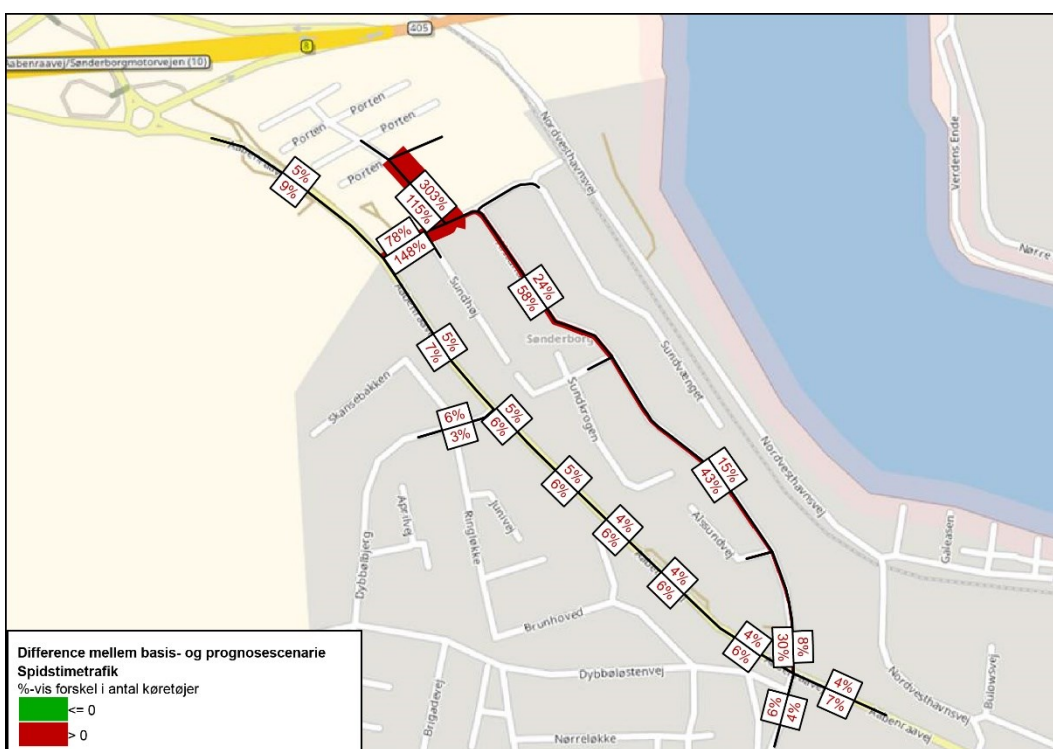 405
8
Aabenraavej/Sønderborgmotorvejen (10)
Porten
Porten
Porten
Porten
Nordvesthavnsvej
Verdens Ende
Nørre
5%
9%
303%
115%
78%
148%
24%
58%
Sundhøj
Sønderborg
5%
7%
Skansebakken
Sundkrogen
Sundvænget
6%
3%
5%
6%
5%
6%
15%
43%
Nordvesthavnsvej
Aprilvej
Junivej
Ringløkke
4%
6%
Alssundvej
Galeasen
Dybbølbjerg
4%
6%
Brunhoved
4%
6%
30%
8%
Dybbøløstenvej
4%
7%
6%
4%
Aabenraavej
Nordvesthavnsvej
Bulowsvej
Brigadevej
Nørreløkke
Difference mellem basis- og prognosescenarie
Spidstimetrafik
%-vis forskel i antal køretøjer
<= 0
> 0